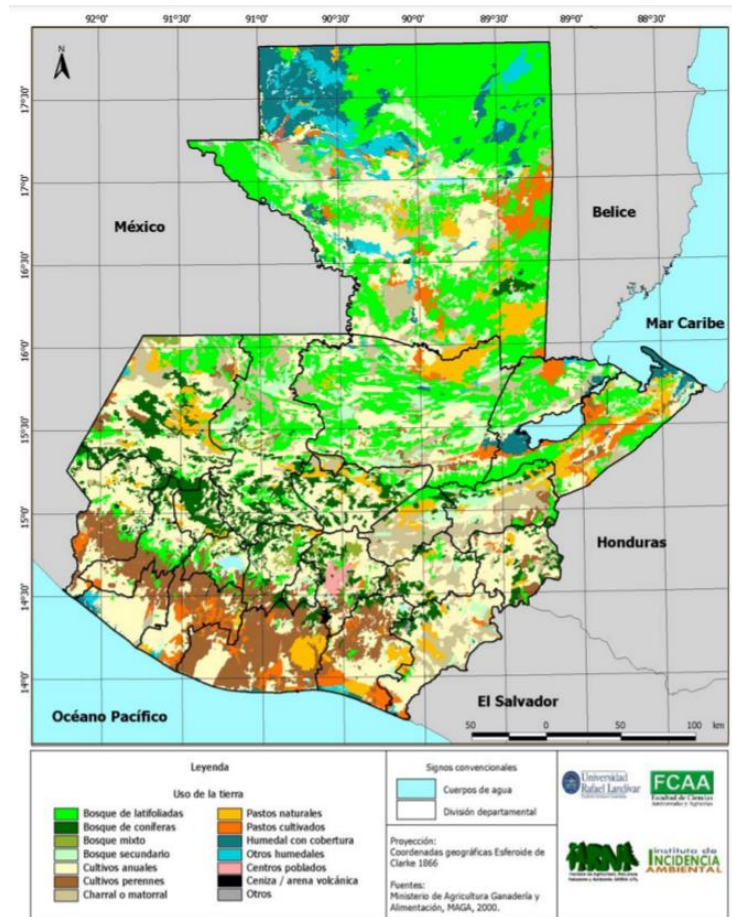 92°0' 91°30' 91°0' 90°30' 90°0' 89°30' 89°0' 88°30'
N
17°30'
17°0'
México
Belice
16°30'
Mar Caribe
16°0'
15°30'
15°0'
Honduras
14°30'
14°0'
El Salvador
Océano Pacífico
50 0 50 100 km
Leyenda
Uso de la tierra
Bosque de latifoliadas
Bosque de coníferas
Bosque mixto
Bosque secundario
Cultivos anuales
Cultivos perennes
Charral o matorral
Pastos naturales
Pastos cultivados
Humedal con cobertura
Otros humedales
Centros poblados
Ceniza / arena volcánica
Otros
Signos convencionales
Cuerpos de agua
División departamental
Proyección:
Coordenadas geográficas Esferoide de
Clarke 1866
Fuentes:
Ministerio de Agricultura Ganadería y
Alimentación, MAGA, 2000.
Universidad
Rafael Landívar
FCAA
Facultad de Ciencias
Ambientales y Agrícolas
IARNA
instituto de
INCIDENCIA
AMBIENTAL